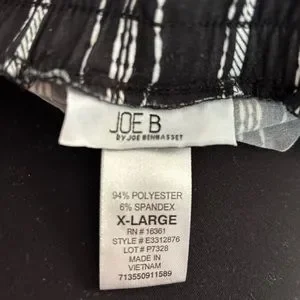 JOE B
BY JOE BENBASSET
94% POLYESTER
6% SPANDEX
X-LARGE
RN # 16361
STYLE # E3312876
LOT # P7328
MADE IN
VIETNAM
713550911589